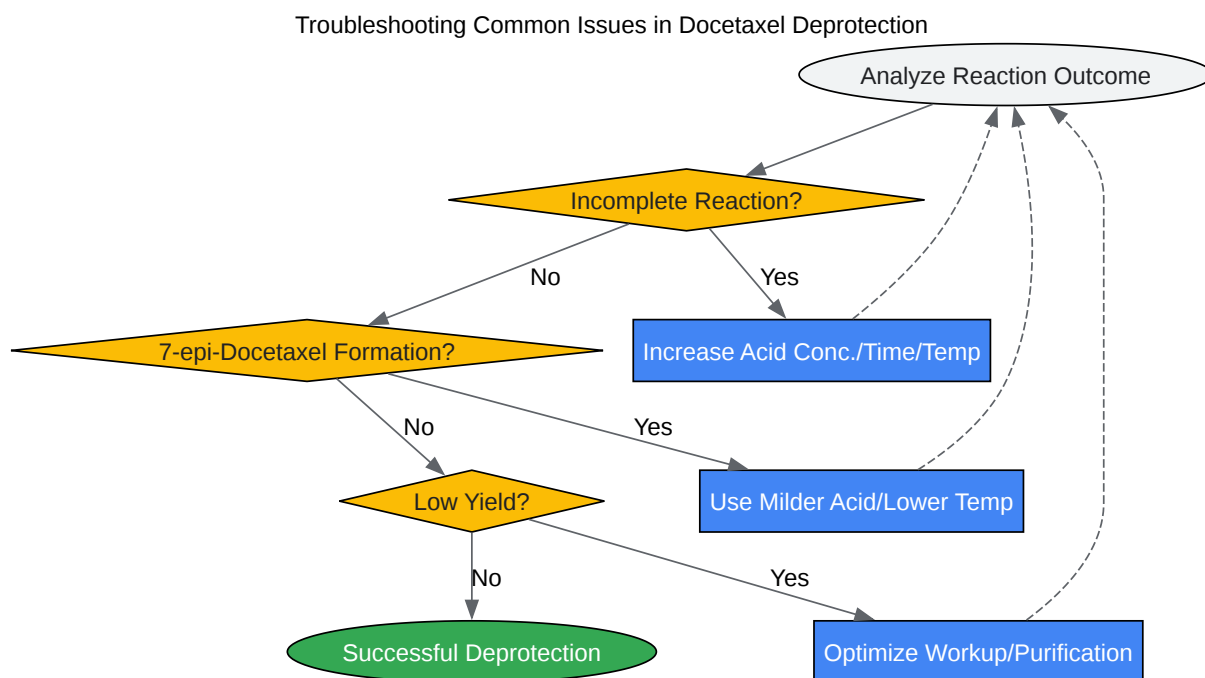 Troubleshooting Common Issues in Docetaxel Deprotection
Analyze Reaction Outcome
Incomplete Reaction?
No
Yes
7-epi-Docetaxel Formation?
Increase Acid Conc./Time/Temp
No
Yes
Low Yield?
Use Milder Acid/Lower Temp
No
Yes
Successful Deprotection
Optimize Workup/Purification